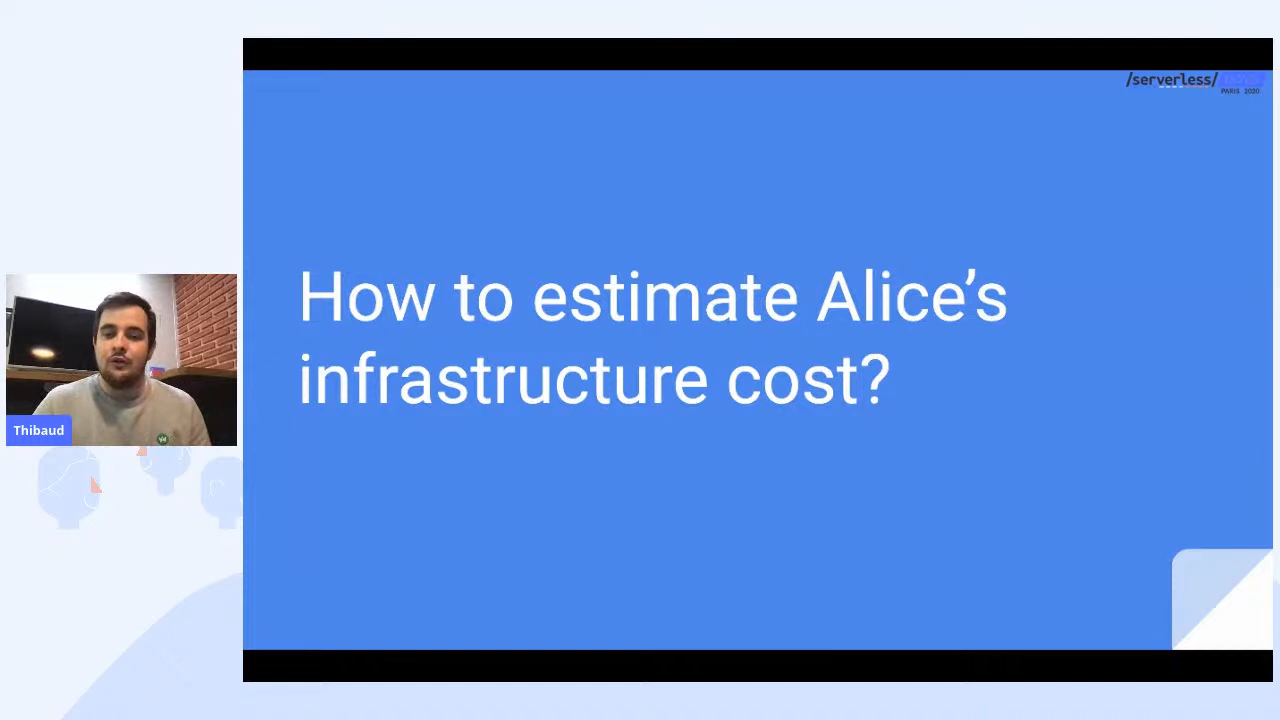 /serverless/
PARIS 2020
How to estimate Alice’s
infrastructure cost?
Thibaud